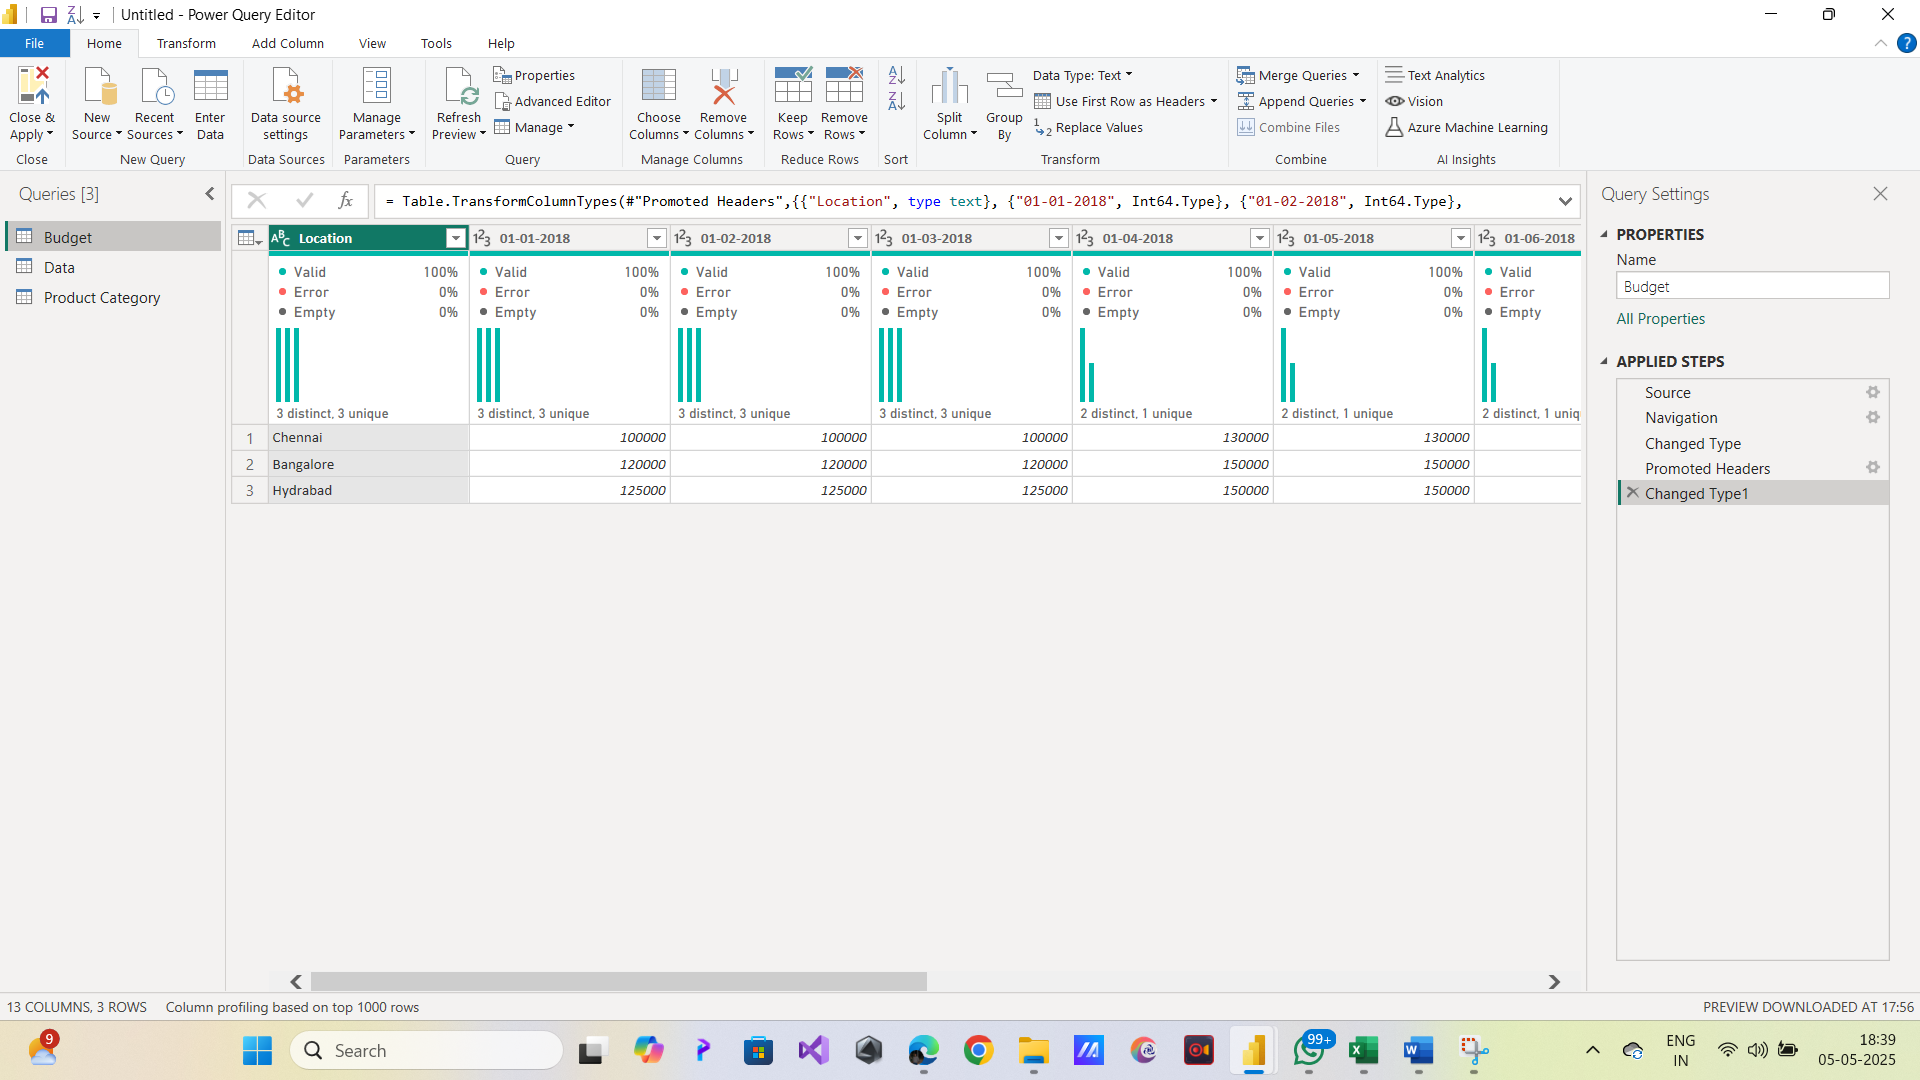 Untitled - Power Query Editor
File Home Transform Add Column View Tools Help
Close & Apply
Close
New Source
Recent Sources
Enter Data
New Query
Data source settings
Data Sources
Manage Parameters
Parameters
Refresh Preview
Properties
Advanced Editor
Manage
Query
Choose Columns
Remove Columns
Manage Columns
Keep Rows
Remove Rows
Reduce Rows
Sort
Split Column
Group By
Data Type: Text
Use First Row as Headers
Replace Values
Transform
Merge Queries
Append Queries
Combine Files
Combine
Text Analytics
Vision
Azure Machine Learning
AI Insights
Queries [3]
Budget
Data
Product Category
= Table.TransformColumnTypes(#"Promoted Headers",{{"Location", type text}, {"01-01-2018", Int64.Type}, {"01-02-2018", Int64.Type},
Location 01-01-2018 01-02-2018 01-03-2018 01-04-2018 01-05-2018 01-06-2018
Valid 100% Valid 100% Valid 100% Valid 100% Valid 100% Valid 100% Valid
Error 0% Error 0% Error 0% Error 0% Error 0% Error 0% Error
Empty 0% Empty 0% Empty 0% Empty 0% Empty 0% Empty 0% Empty
3 distinct, 3 unique 3 distinct, 3 unique 3 distinct, 3 unique 3 distinct, 3 unique 2 distinct, 1 unique 2 distinct, 1 unique 2 distinct, 1 uniq
1 Chennai 100000 100000 100000 130000 130000
2 Bangalore 120000 120000 120000 150000 150000
3 Hydrabad 125000 125000 125000 150000 150000
Query Settings
PROPERTIES
Name
Budget
All Properties
APPLIED STEPS
Source
Navigation
Changed Type
Promoted Headers
Changed Type1
13 COLUMNS, 3 ROWS Column profiling based on top 1000 rows
PREVIEW DOWNLOADED AT 17:56
9
Search
99+
ENG
IN
18:39
05-05-2025